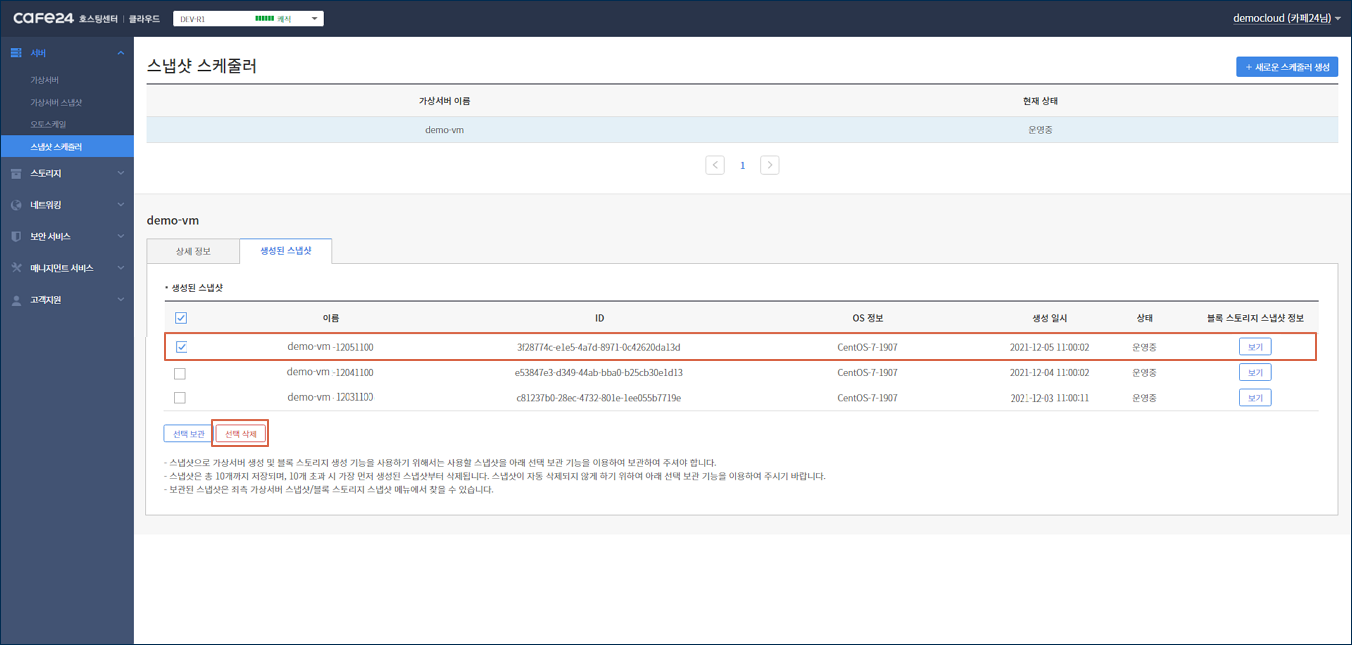 cafe24 호스팅센터 | 클라우드
DEV-R1 쾌적
democloud (카페24님)
서버
가상서버
가상서버 스냅샷
오토스케일
스냅샷 스케줄러
스토리지
네트워킹
보안 서비스
매니지먼트 서비스
고객지원
스냅샷 스케줄러
+ 새로운 스케줄러 생성
가상서버 이름 현재 상태
demo-vm 운영중
< 1 >
demo-vm
상세 정보 생성된 스냅샷
• 생성된 스냅샷
이름 ID OS 정보 생성 일시 상태 블록 스토리지 스냅샷 정보
demo-vm -12051100 3f28774c-e1e5-4a7d-8971-0c42620da13d CentOS-7-1907 2021-12-05 11:00:02 운영중 보기
demo-vm -12041100 e53847e3-d349-44ab-bba0-b25cb30e1d13 CentOS-7-1907 2021-12-04 11:00:02 운영중 보기
demo-vm - 12031100 c81237b0-28ec-4732-801e-1ee055b7719e CentOS-7-1907 2021-12-03 11:00:11 운영중 보기
선택 보관 선택 삭제
- 스냅샷으로 가상서버 생성 및 블록 스토리지 생성 기능을 사용하기 위해서는 사용할 스냅샷을 아래 선택 보관 기능을 이용하여 보관하여 주셔야 합니다.
- 스냅샷은 총 10개까지 저장되며, 10개 초과 시 가장 먼저 생성된 스냅샷부터 삭제됩니다. 스냅샷이 자동 삭제되지 않게 하기 위하여 아래 선택 보관 기능을 이용하여 주시기 바랍니다.
- 보관된 스냅샷은 좌측 가상서버 스냅샷/블록 스토리지 스냅샷 메뉴에서 찾을 수 있습니다.